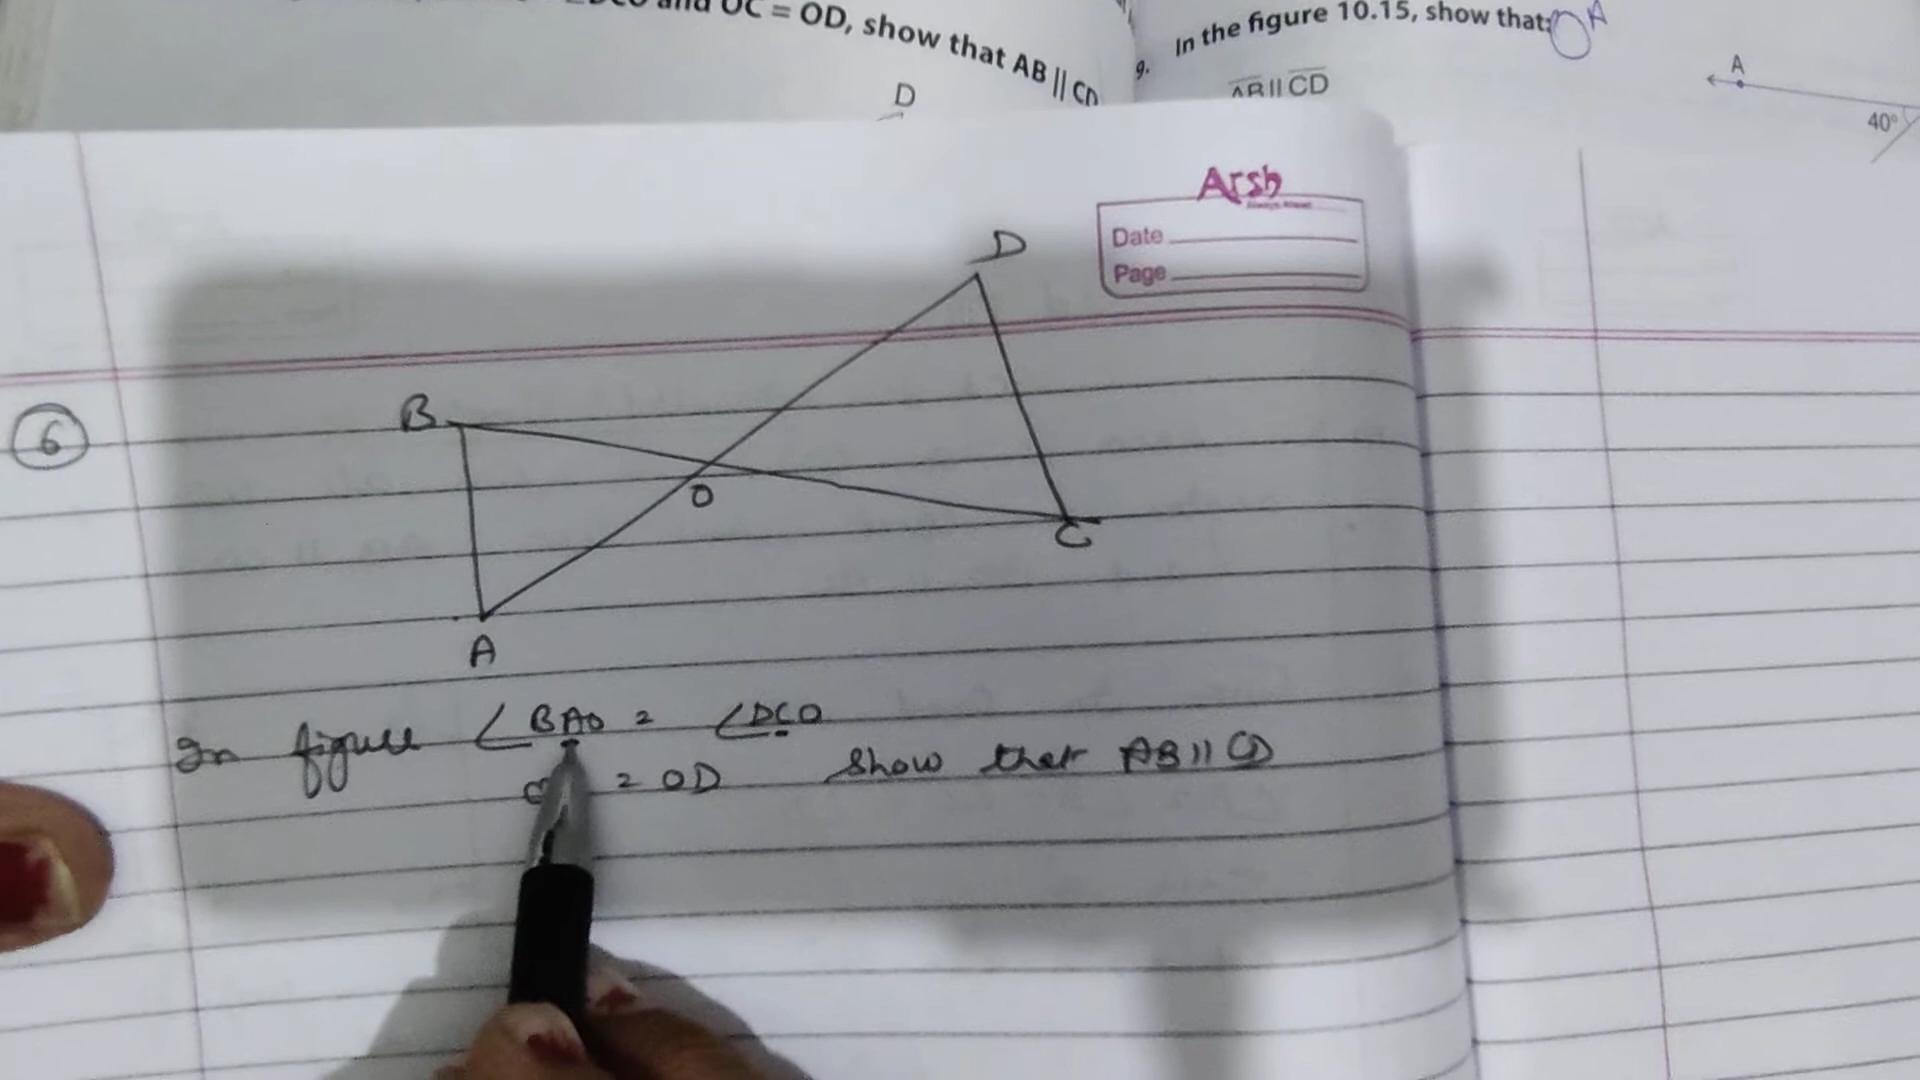 and OC = OD, show that AB || CD
D
9. In the figure 10.15, show that: A
AB || CD
A
40°
Arsh
Date
Page
D
B
6
O
C
A
In figure ∠BAO = ∠DCO
= OD show that AB || CD